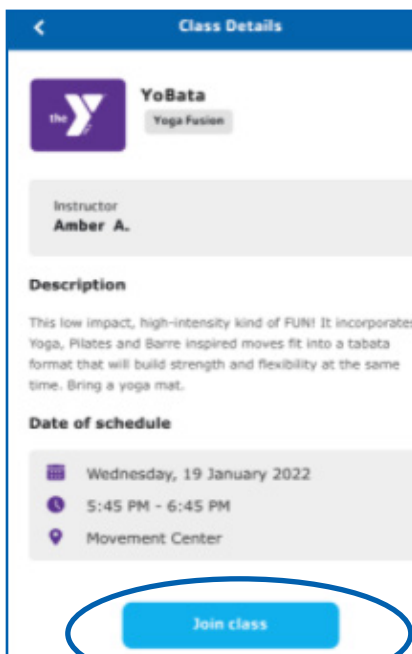 Class Details
the Y
YoBata
Yoga Fusion
Instructor
Amber A.
Description
This low impact, high-intensity kind of FUN! It incorporates
Yoga, Pilates and Barre inspired moves fit into a tabata
format that will build strength and flexibility at the same
time. Bring a yoga mat.
Date of schedule
Wednesday, 19 January 2022
5:45 PM - 6:45 PM
Movement Center
Join class